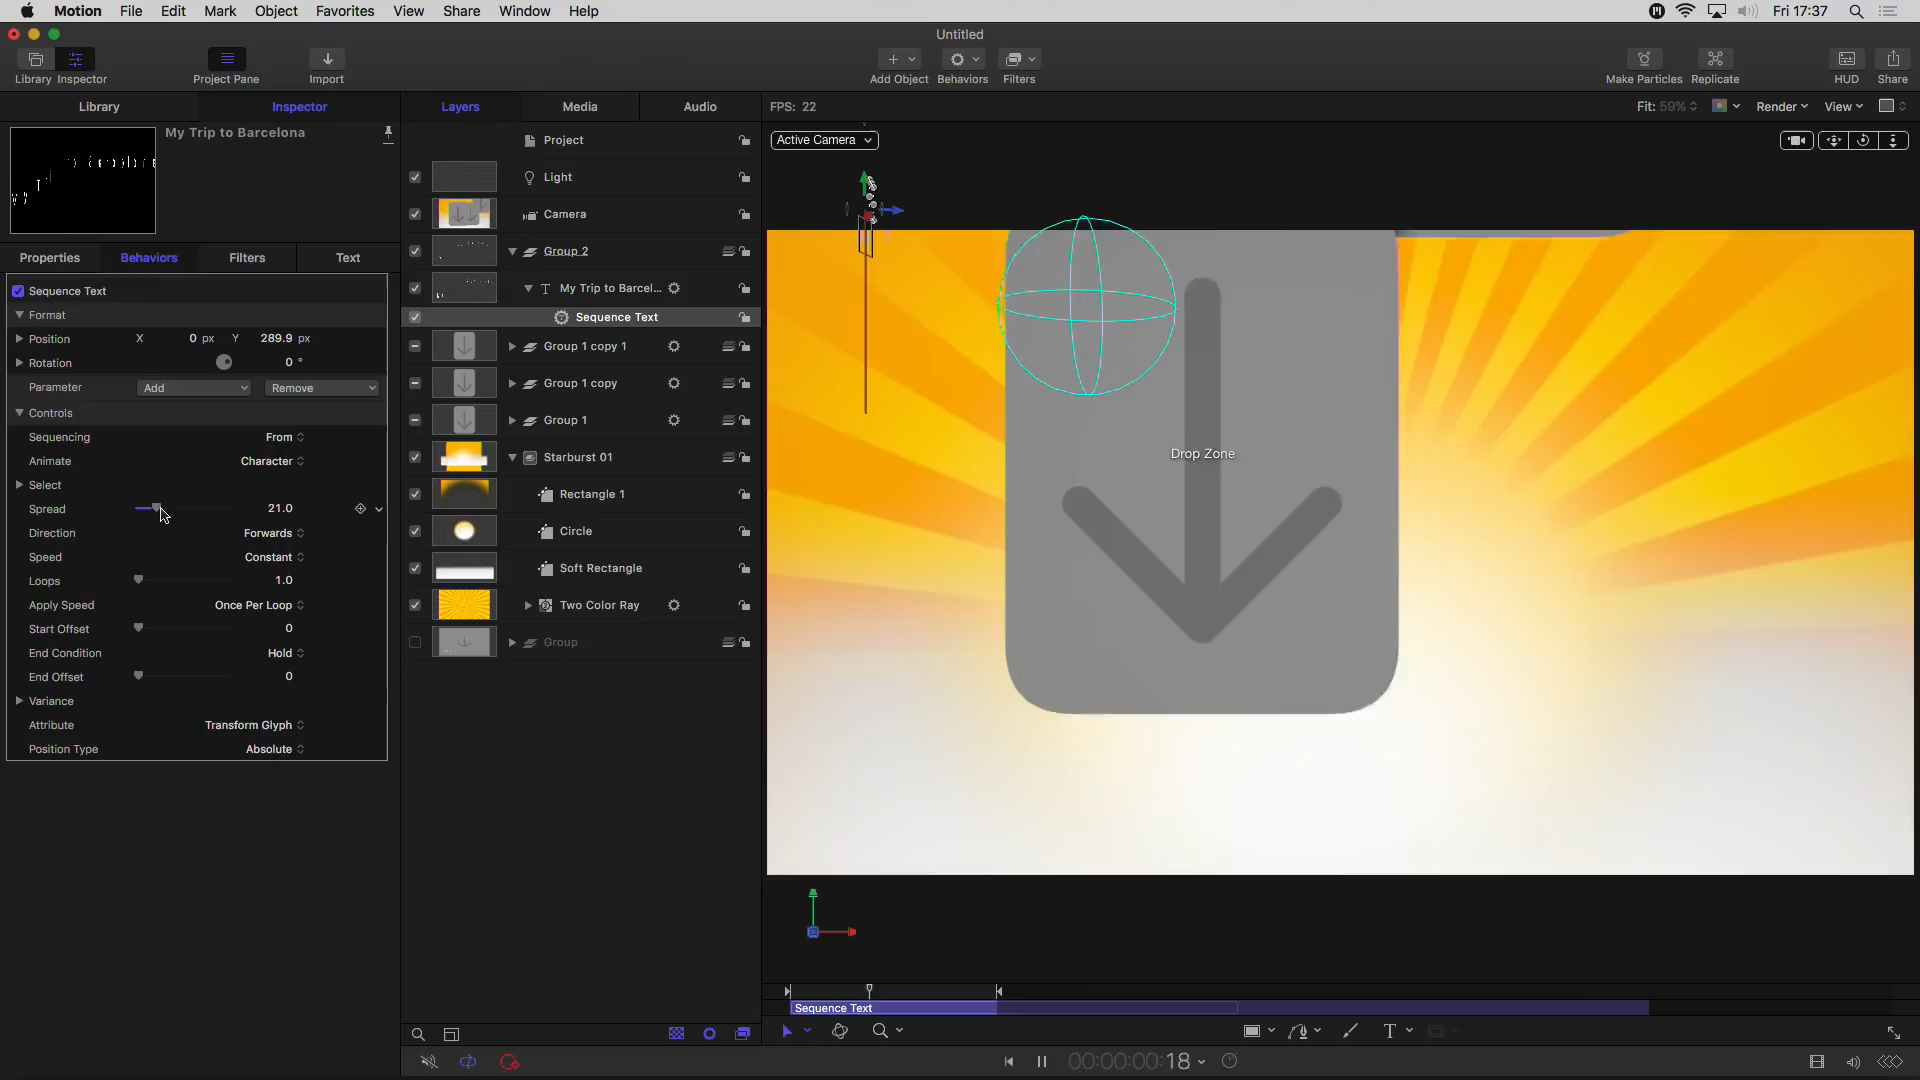 Motion File Edit Mark Object Favorites View Share Window Help Fri 17:37
Untitled
Library Inspector Project Pane Import Add Object Behaviors Filters Make Particles Replicate HUD Share
Library Inspector Layers Media Audio FPS: 22 Fit: 59% Render View
My Trip to Barcelona
Active Camera
Properties Behaviors Filters Text
Sequence Text
Format
Position X 0 px Y 289.9 px
Rotation 0 °
Parameter Add Remove
Controls
Sequencing From
Animate Character
Select
Spread 21.0
Direction Forwards
Speed Constant
Loops 1.0
Apply Speed Once Per Loop
Start Offset 0
End Condition Hold
End Offset 0
Variance
Attribute Transform Glyph
Position Type Absolute
Project
Light
Camera
Group 2
T My Trip to Barcel...
Sequence Text
Group 1 copy 1
Group 1 copy
Group 1
Starburst 01
Rectangle 1
Circle
Soft Rectangle
Two Color Ray
Group
Drop Zone
Sequence Text
T
00:00:00:18